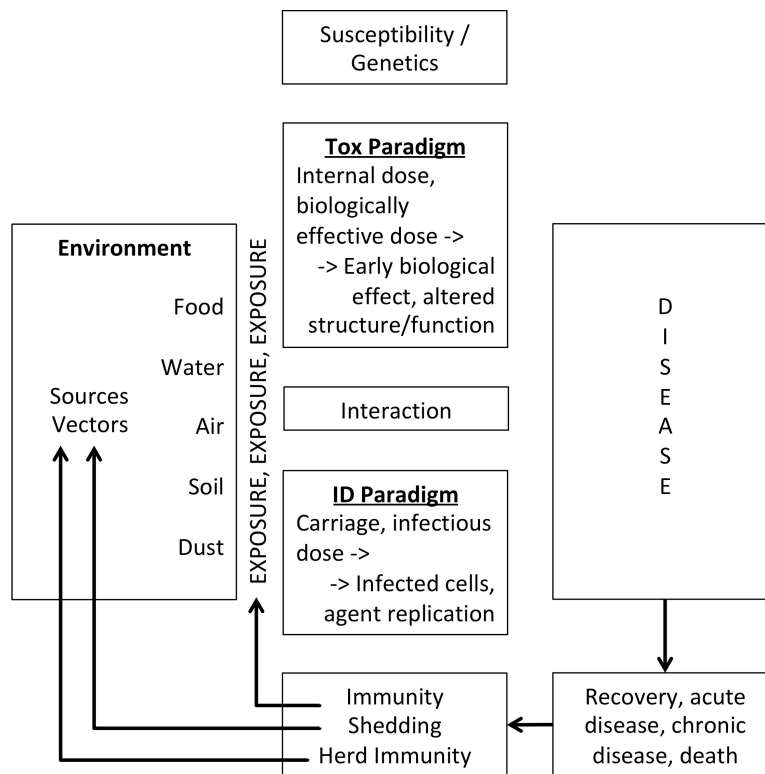 Susceptibility /
Genetics
Tox Paradigm
Internal dose,
biologically
effective dose ->
-> Early biological
effect, altered
structure/function
Environment
Food
Water
Sources
Vectors
Air
Soil
Dust
EXPOSURE, EXPOSURE, EXPOSURE
Interaction
ID Paradigm
Carriage, infectious
dose ->
-> Infected cells,
agent replication
D
I
S
E
A
S
E
Immunity
Shedding
Herd Immunity
Recovery, acute
disease, chronic
disease, death